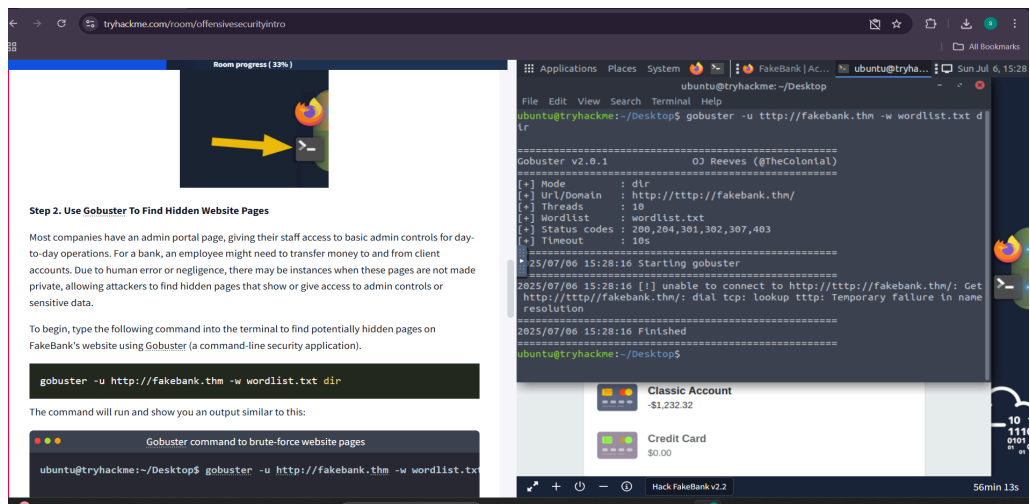 tryhackme.com/room/offensivesecurityintro
All Bookmarks
Room progress ( 33% )
Step 2. Use Gobuster To Find Hidden Website Pages
Most companies have an admin portal page, giving their staff access to basic admin controls for day-
to-day operations. For a bank, an employee might need to transfer money to and from client
accounts. Due to human error or negligence, there may be instances when these pages are not made
private, allowing attackers to find hidden pages that show or give access to admin controls or
sensitive data.
To begin, type the following command into the terminal to find potentially hidden pages on
FakeBank's website using Gobuster (a command-line security application).
gobuster -u http://fakebank.thm -w wordlist.txt dir
The command will run and show you an output similar to this:
Gobuster command to brute-force website pages
ubuntu@tryhackme:~/Desktop$ gobuster -u http://fakebank.thm -w wordlist.txt
Applications Places System FakeBank | Ac... ubuntu@tryha... Sun Jul 6, 15:28
ubuntu@tryhackme: ~/Desktop
File Edit View Search Terminal Help
ubuntu@tryhackme:~/Desktop$ gobuster -u tttp://fakebank.thm -w wordlist.txt d
ir
=====================================================
Gobuster v2.0.1 OJ Reeves (@TheColonial)
=====================================================
[+] Mode : dir
[+] Url/Domain : http://tttp://fakebank.thm/
[+] Threads : 10
[+] Wordlist : wordlist.txt
[+] Status codes : 200,204,301,302,307,403
[+] Timeout : 10s
=====================================================
25/07/06 15:28:16 Starting gobuster
=====================================================
2025/07/06 15:28:16 [!] unable to connect to http://tttp://fakebank.thm/: Get
http://tttp//fakebank.thm/: dial tcp: lookup tttp: Temporary failure in name
resolution
=====================================================
2025/07/06 15:28:16 Finished
=====================================================
ubuntu@tryhackme:~/Desktop$
Classic Account
-$1,232.32
Credit Card
$0.00
Hack FakeBank v2.2
56min 13s